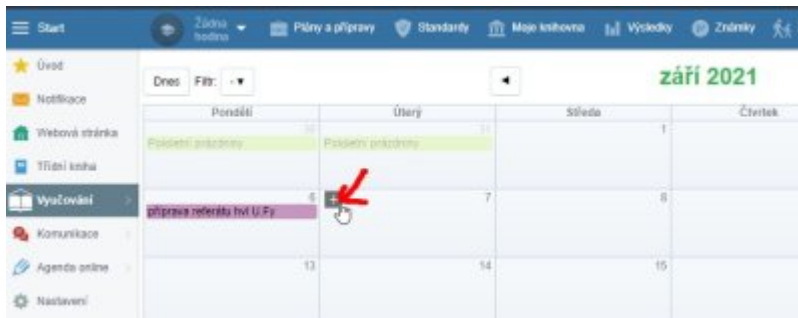 Start
Žádná
hodina
Plány a přípravy
Standardy
Moje knihovna
Výsledky
Známky
Úvod
Notifikace
Webová stránka
Třídní kniha
Vyučování
Komunikace
Agenda online
Nastavení
Dnes Filtr: -
září 2021
Pondělí Úterý Středa Čtvrtek
30 31 1
Pololetní prázdniny Pololetní prázdniny
6 7 8
příprava referátu hvl U.Fy
13 14 15